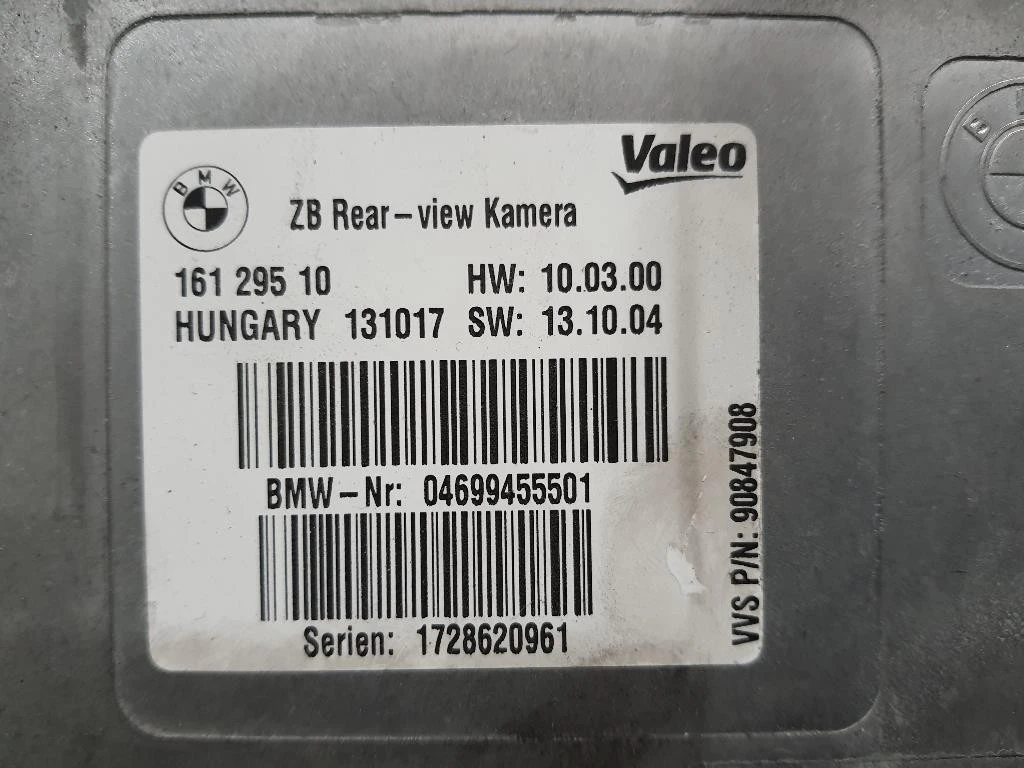 Valeo
BMW
ZB Rear-view Kamera
161 295 10 HW: 10.03.00
HUNGARY 131017 SW: 13.10.04
BMW-Nr: 04699455501
Serien: 1728620961
VVS P/N: 90847908
B